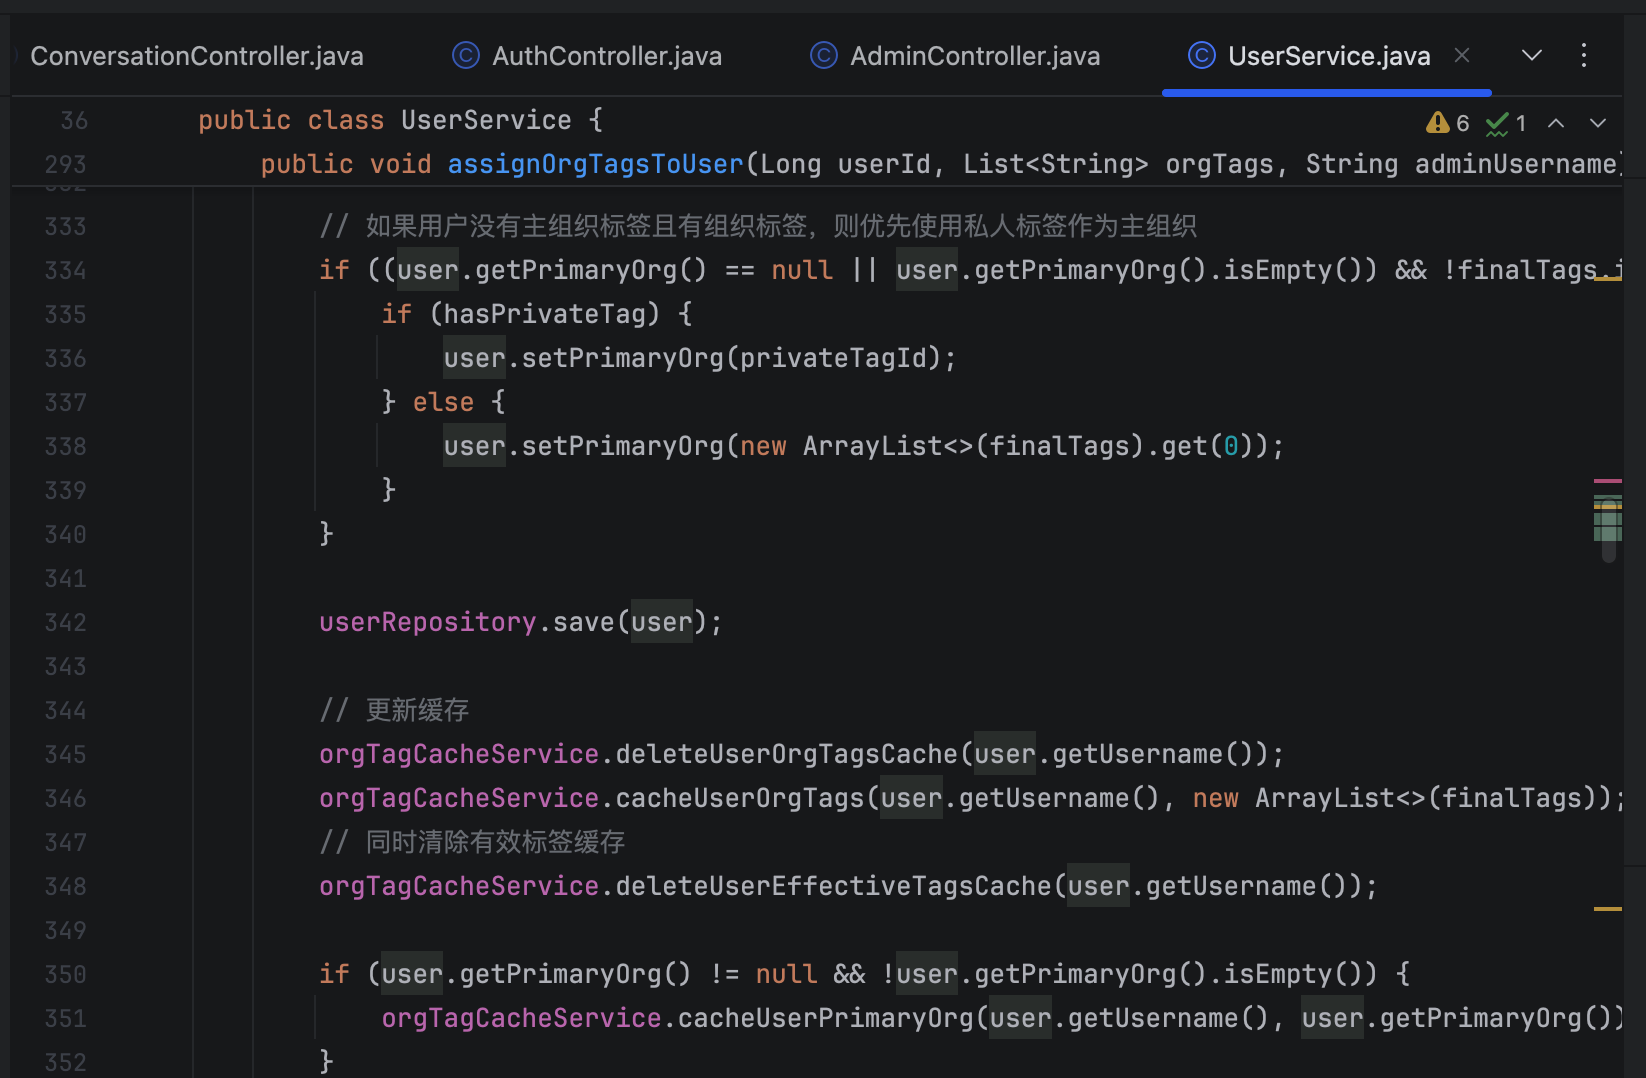 ConversationController.java AuthController.java AdminController.java UserService.java
36 public class UserService { 6 1
293 public void assignOrgTagsToUser(Long userId, List<String> orgTags, String adminUsername)
333 // 如果用户没有主组织标签且有组织标签，则优先使用私人标签作为主组织
334 if ((user.getPrimaryOrg() == null || user.getPrimaryOrg().isEmpty()) && !finalTags.i
335 if (hasPrivateTag) {
336 user.setPrimaryOrg(privateTagId);
337 } else {
338 user.setPrimaryOrg(new ArrayList<>(finalTags).get(0));
339 }
340 }
341
342 userRepository.save(user);
343
344 // 更新缓存
345 orgTagCacheService.deleteUserOrgTagsCache(user.getUsername());
346 orgTagCacheService.cacheUserOrgTags(user.getUsername(), new ArrayList<>(finalTags));
347 // 同时清除有效标签缓存
348 orgTagCacheService.deleteUserEffectiveTagsCache(user.getUsername());
349
350 if (user.getPrimaryOrg() != null && !user.getPrimaryOrg().isEmpty()) {
351 orgTagCacheService.cacheUserPrimaryOrg(user.getUsername(), user.getPrimaryOrg())
352 }